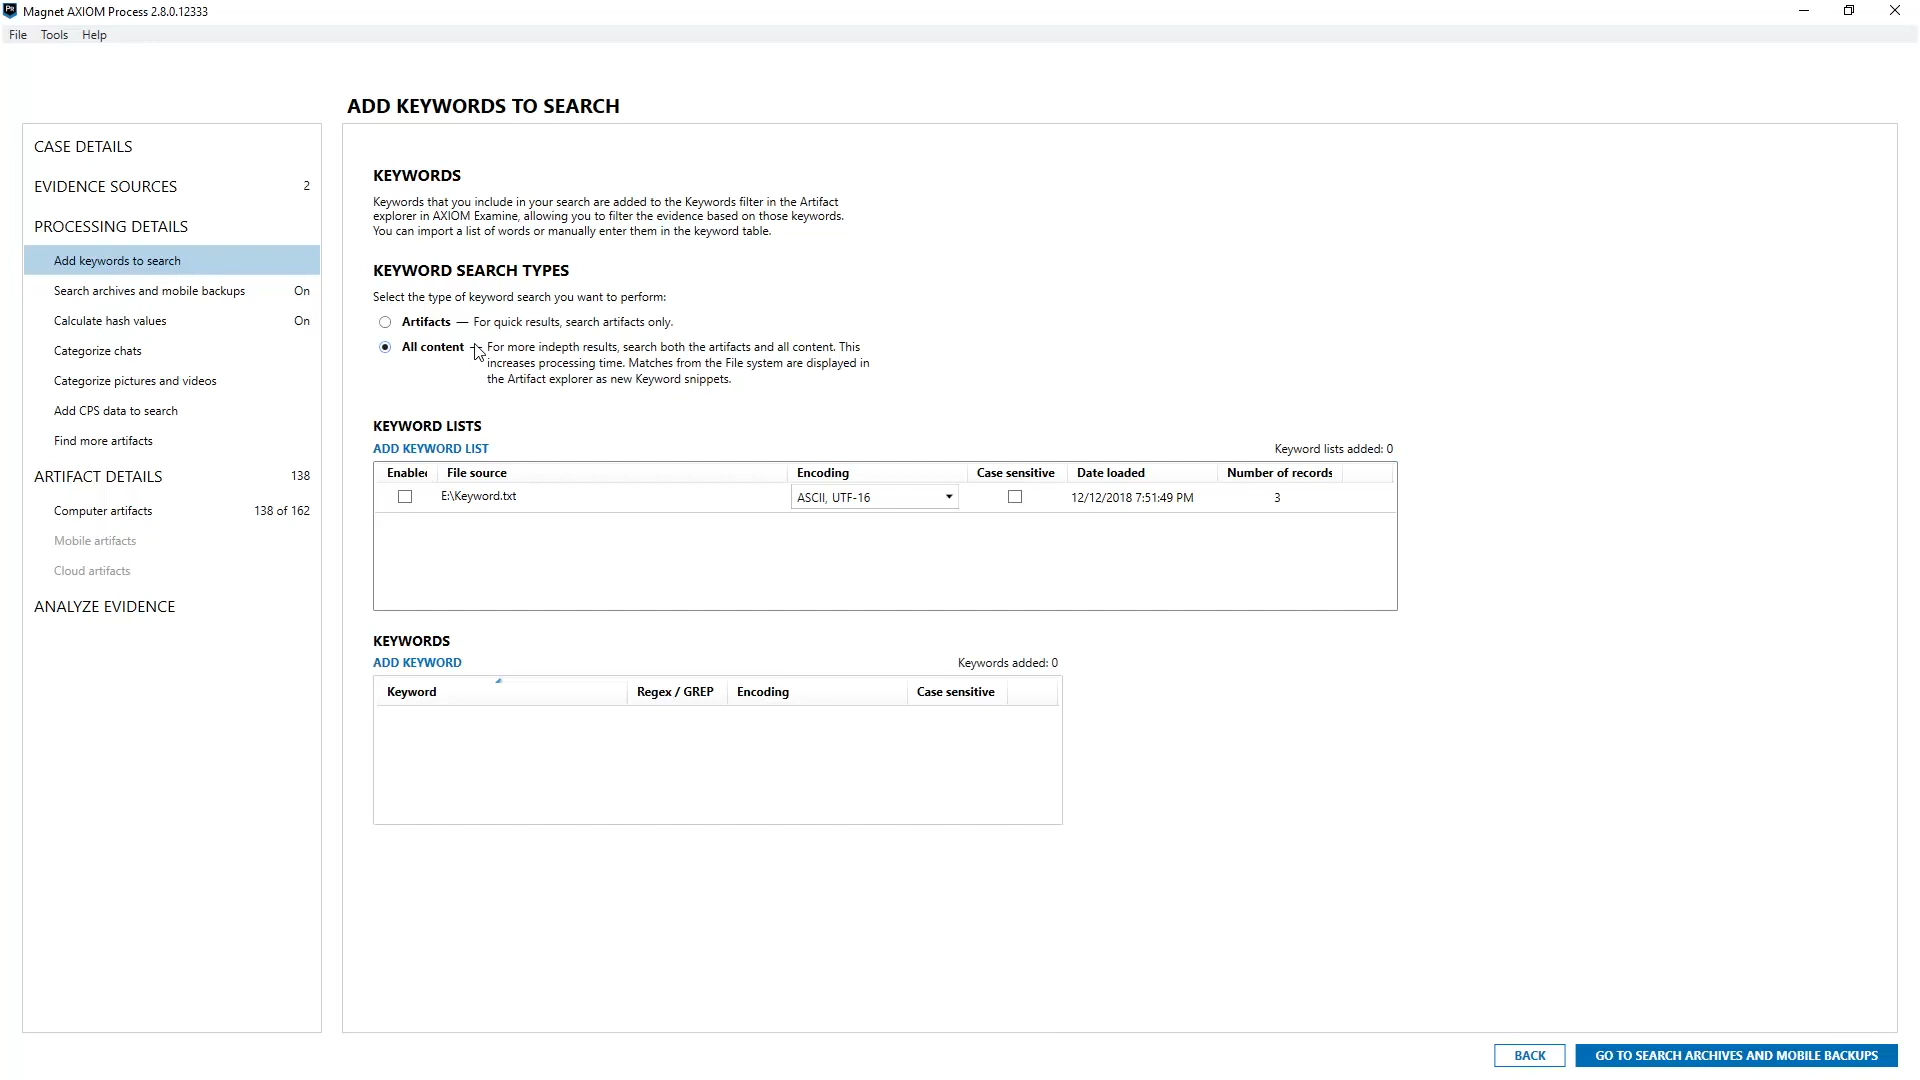 Magnet AXIOM Process 2.8.0.12333
File Tools Help
ADD KEYWORDS TO SEARCH
CASE DETAILS
EVIDENCE SOURCES 2
PROCESSING DETAILS
Add keywords to search
Search archives and mobile backups On
Calculate hash values On
Categorize chats
Categorize pictures and videos
Add CPS data to search
Find more artifacts
ARTIFACT DETAILS 138
Computer artifacts 138 of 162
Mobile artifacts
Cloud artifacts
ANALYZE EVIDENCE
KEYWORDS
Keywords that you include in your search are added to the Keywords filter in the Artifact
explorer in AXIOM Examine, allowing you to filter the evidence based on those keywords.
You can import a list of words or manually enter them in the keyword table.
KEYWORD SEARCH TYPES
Select the type of keyword search you want to perform:
Artifacts — For quick results, search artifacts only.
All content — For more indepth results, search both the artifacts and all content. This
increases processing time. Matches from the File system are displayed in
the Artifact explorer as new Keyword snippets.
KEYWORD LISTS
ADD KEYWORD LIST Keyword lists added: 0
Enabled File source Encoding Case sensitive Date loaded Number of records
E:\Keyword.txt ASCII, UTF-16 12/12/2018 7:51:49 PM 3
KEYWORDS
ADD KEYWORD Keywords added: 0
Keyword Regex / GREP Encoding Case sensitive
BACK GO TO SEARCH ARCHIVES AND MOBILE BACKUPS